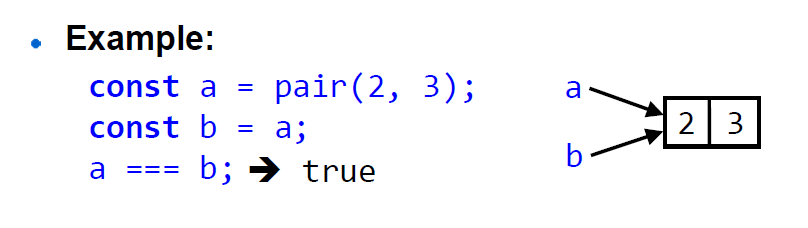 • Example:
const a = pair(2, 3);
const b = a;
a === b; ➔ true
a
b
2 3